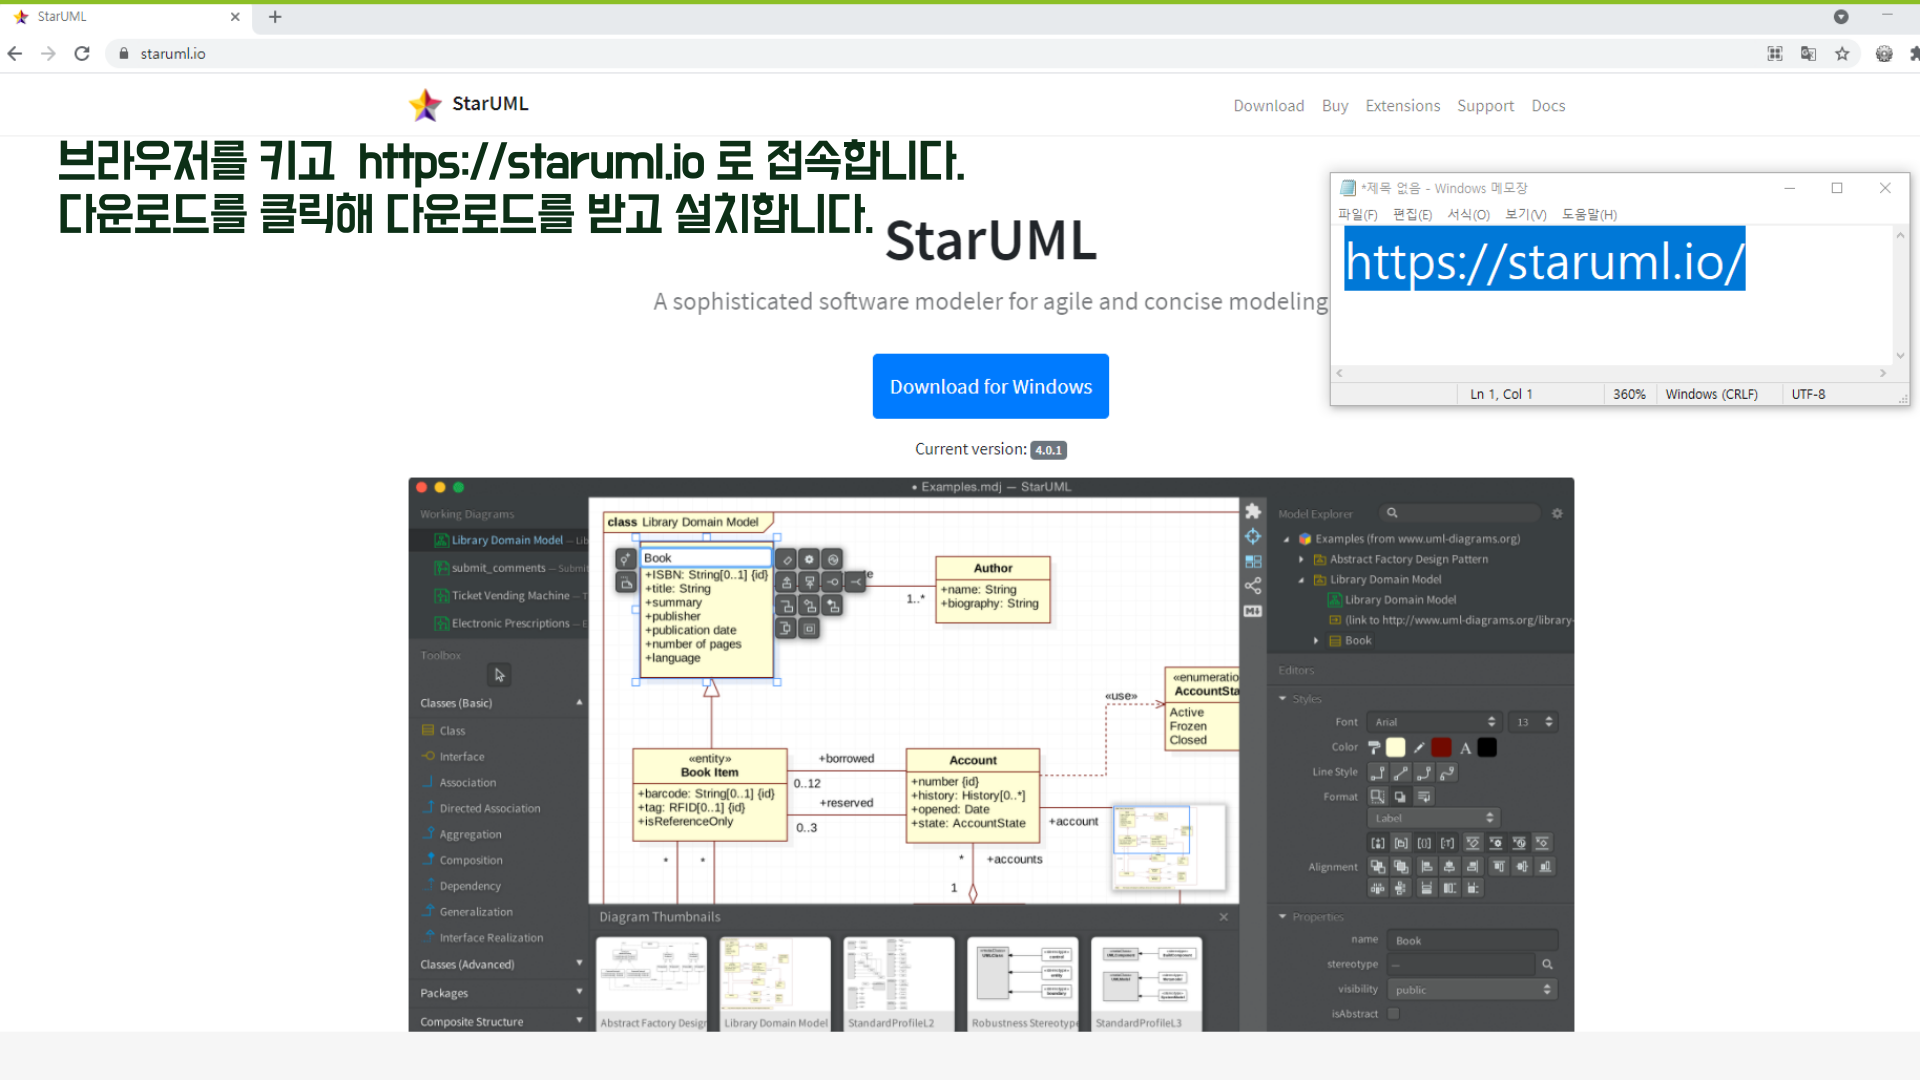 StarUML
staruml.io
StarUML
Download Buy Extensions Support Docs
브라우저를 키고 https://staruml.io 로 접속합니다.
다운로드를 클릭해 다운로드를 받고 설치합니다.
*제목 없음 - Windows 메모장
파일(F) 편집(E) 서식(O) 보기(V) 도움말(H)
https://staruml.io/
Ln 1, Col 1 360% Windows (CRLF) UTF-8
StarUML
A sophisticated software modeler for agile and concise modeling
Download for Windows
Current version: 4.0.1
• Examples.mdj — StarUML
Working Diagrams
Library Domain Model — Lib
submit_comments — Submit
Ticket Vending Machine — T
Electronic Prescriptions — E
Toolbox
Classes (Basic)
Class
Interface
Association
Directed Association
Aggregation
Composition
Dependency
Generalization
Interface Realization
Classes (Advanced)
Packages
Composite Structure
class Library Domain Model
Book
+ISBN: String[0..1] {id}
+title: String
+summary
+publisher
+publication date
+number of pages
+language
1..*
Author
+name: String
+biography: String
«use»
«enumeratio
AccountSta
Active
Frozen
Closed
«entity»
Book Item
+barcode: String[0..1] {id}
+tag: RFID[0..1] {id}
+isReferenceOnly
* *
+borrowed
0..12
+reserved
0..3
Account
+number {id}
+history: History[0..*]
+opened: Date
+state: AccountState
+account
* +accounts
1
Diagram Thumbnails
Abstract Factory Design
Library Domain Model
StandardProfileL2
Robustness Stereotype
StandardProfileL3
Model Explorer
Examples (from www.uml-diagrams.org)
Abstract Factory Design Pattern
Library Domain Model
Library Domain Model
(link to http://www.uml-diagrams.org/library-
Book
Editors
Styles
Font Arial 13
Color A
Line Style
Format
Label
Alignment
Properties
name Book
stereotype —
visibility public
isAbstract